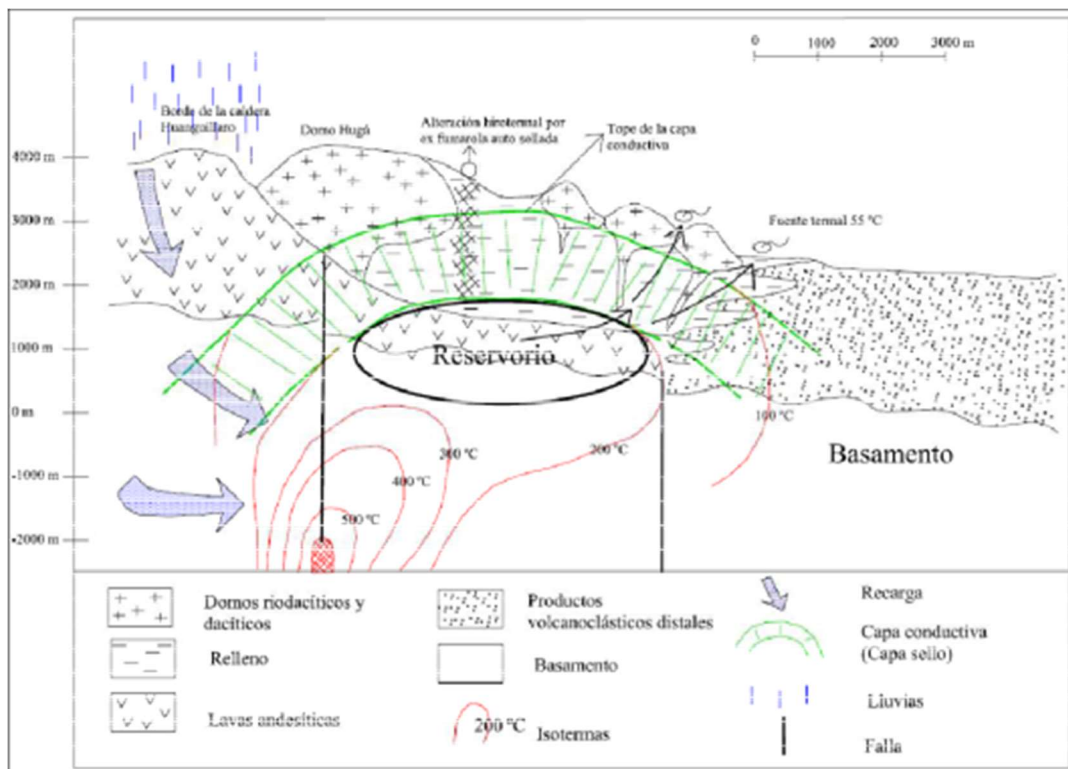 0 1000 2000 3000 m
Borde de la caldera
Huanguillaro
Domo Hugá
Alteración hirotermal por
ex fumarola auto sellada
Tope de la capa
conductiva
Fuente termal 55 °C
4000 m
3000 m
2000 m
1000 m
0 m
-1000 m
-2000 m
Reservorio
100 °C
200 °C
300 °C
400 °C
500 °C
Basamento
Domos riodacíticos y
dacíticos
Relleno
Lavas andesíticas
Productos
volcanoclásticos distales
Basamento
200 °C
Isotermas
Recarga
Capa conductiva
(Capa sello)
Lluvias
Falla